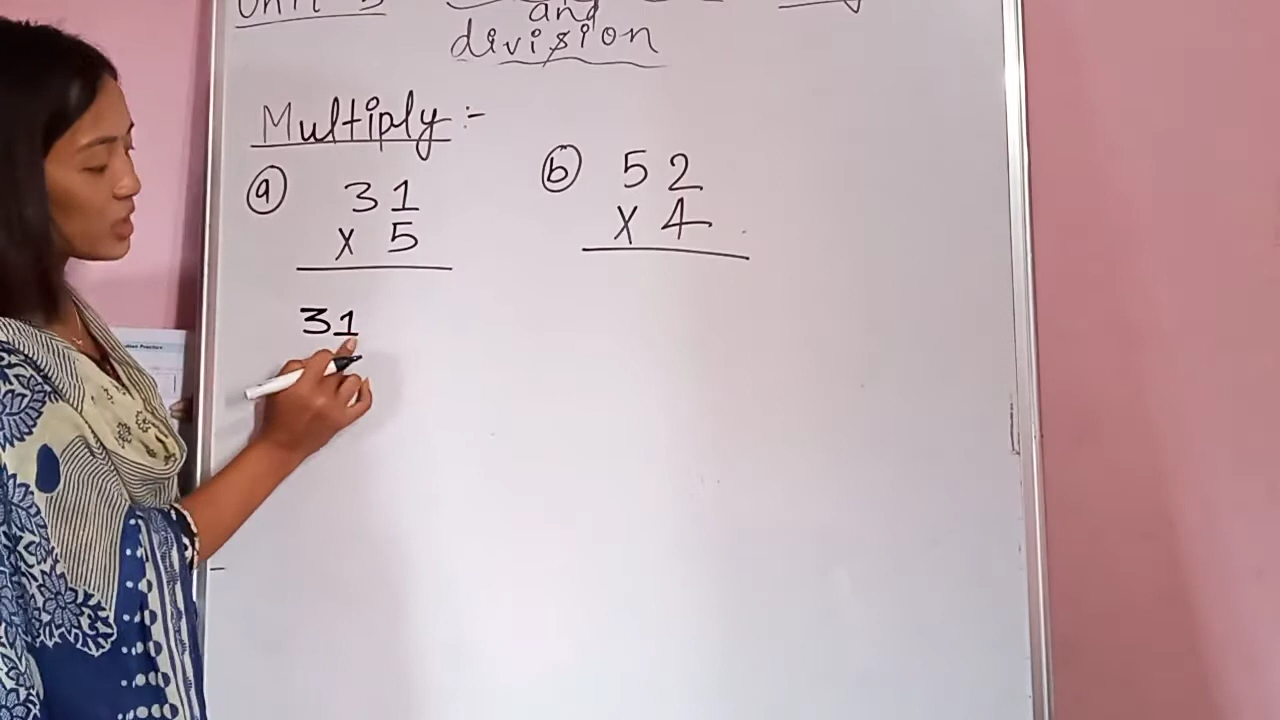 and
division
Multiply :-
a 31
x 5
31
b 52
x 4